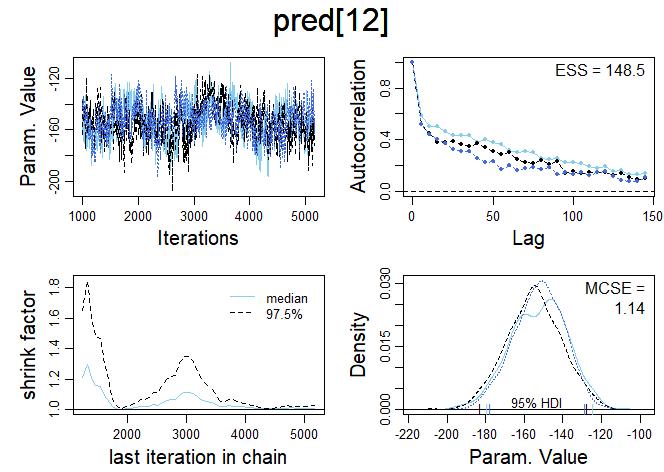 pred[12]
Param. Value
-200
-160
-120
1000
2000
3000
4000
5000
Iterations
Autocorrelation
0.0
0.4
0.8
ESS = 148.5
0
50
100
150
Lag
shrink factor
1.0
1.2
1.4
1.6
1.8
median
97.5%
2000
3000
4000
5000
last iteration in chain
Density
0.000
0.015
0.030
MCSE =
1.14
95% HDI
-220
-200
-180
-160
-140
-120
-100
Param. Value